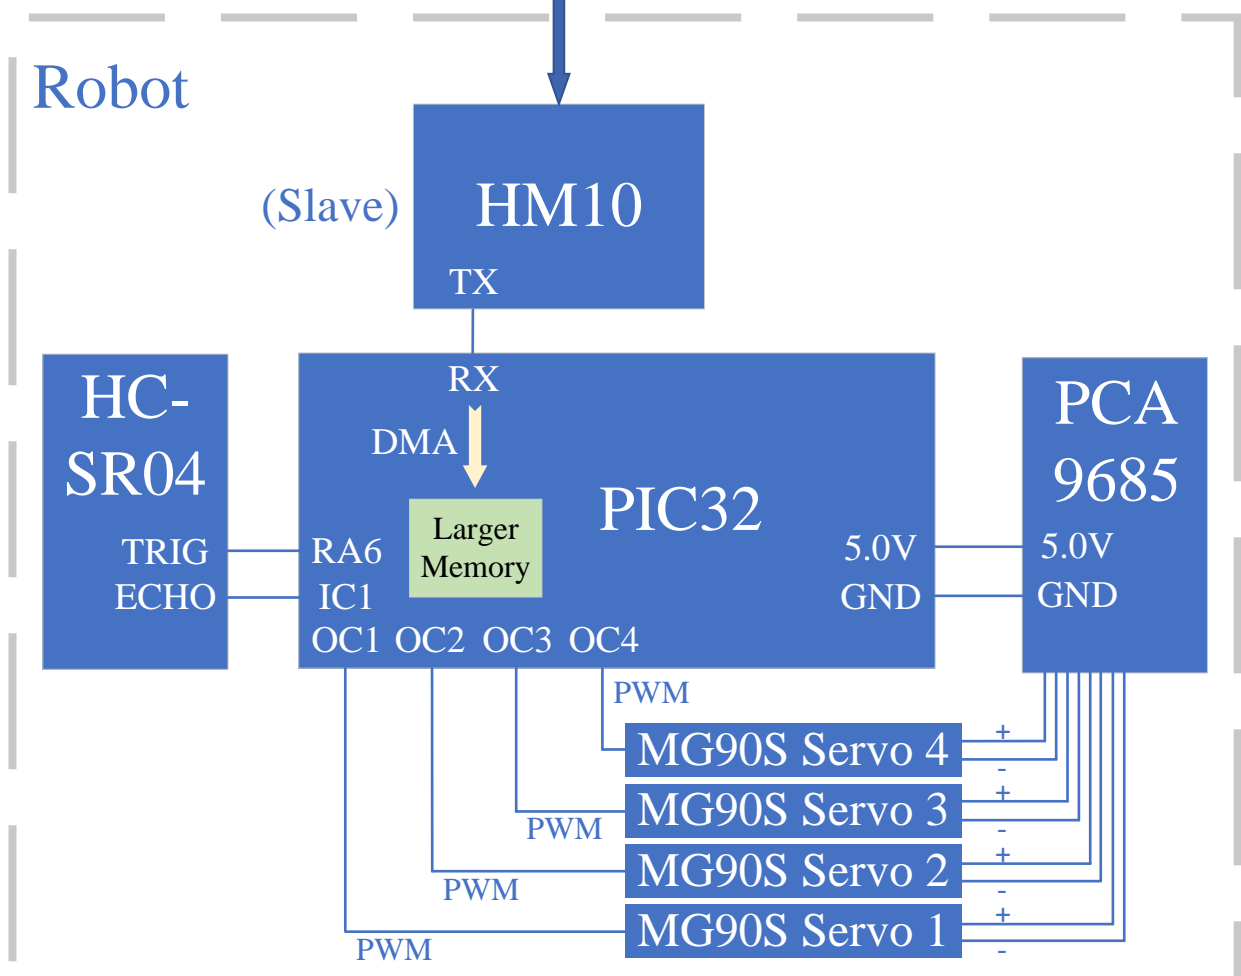 Robot
(Slave)
HM10
TX
HC-
SR04
TRIG
ECHO
RX
DMA
Larger
Memory
PIC32
RA6
IC1
OC1 OC2 OC3 OC4
5.0V
GND
PCA
9685
5.0V
GND
PWM
MG90S Servo 4
+
-
PWM
MG90S Servo 3
+
-
PWM
MG90S Servo 2
+
-
PWM
MG90S Servo 1
+
-